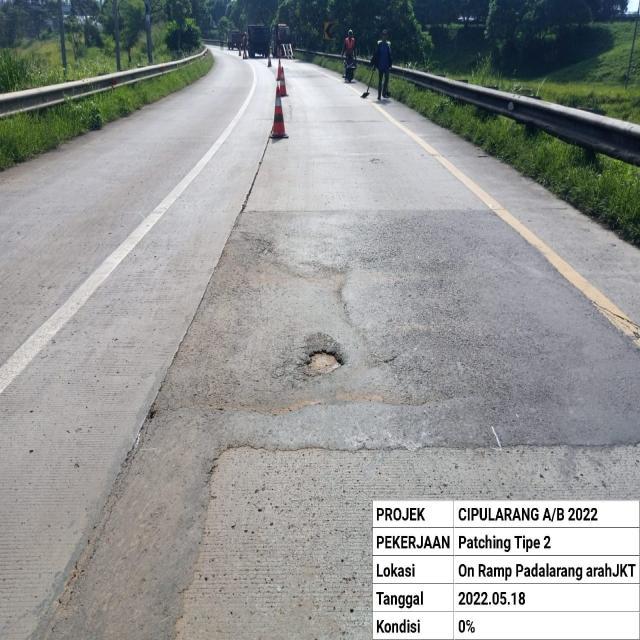 PROJEK CIPULARANG A/B 2022
PEKERJAAN Patching Tipe 2
Lokasi On Ramp Padalarang arahJKT
Tanggal 2022.05.18
Kondisi 0%